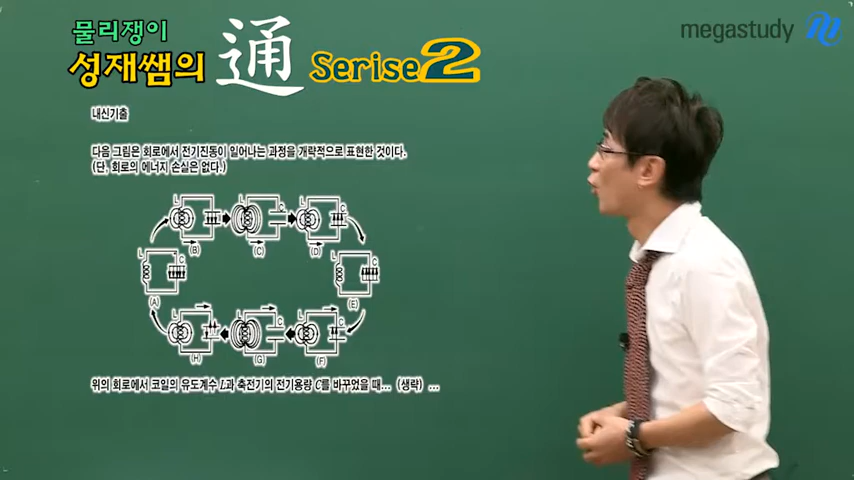 물리쟁이
성재쌤의 通 Serise2
megastudy
내신기출
다음 그림은 회로에서 전기진동이 일어나는 과정을 개략적으로 표현한 것이다.
(단, 회로의 에너지 손실은 없다.)
L C L C L C
(B) (C) (D)
L C L C
(A) (E)
L C L C L C
(H) (G) (F)
위의 회로에서 코일의 유도계수 L과 축전기의 전기용량 C를 바꾸었을 때... (생략) ...